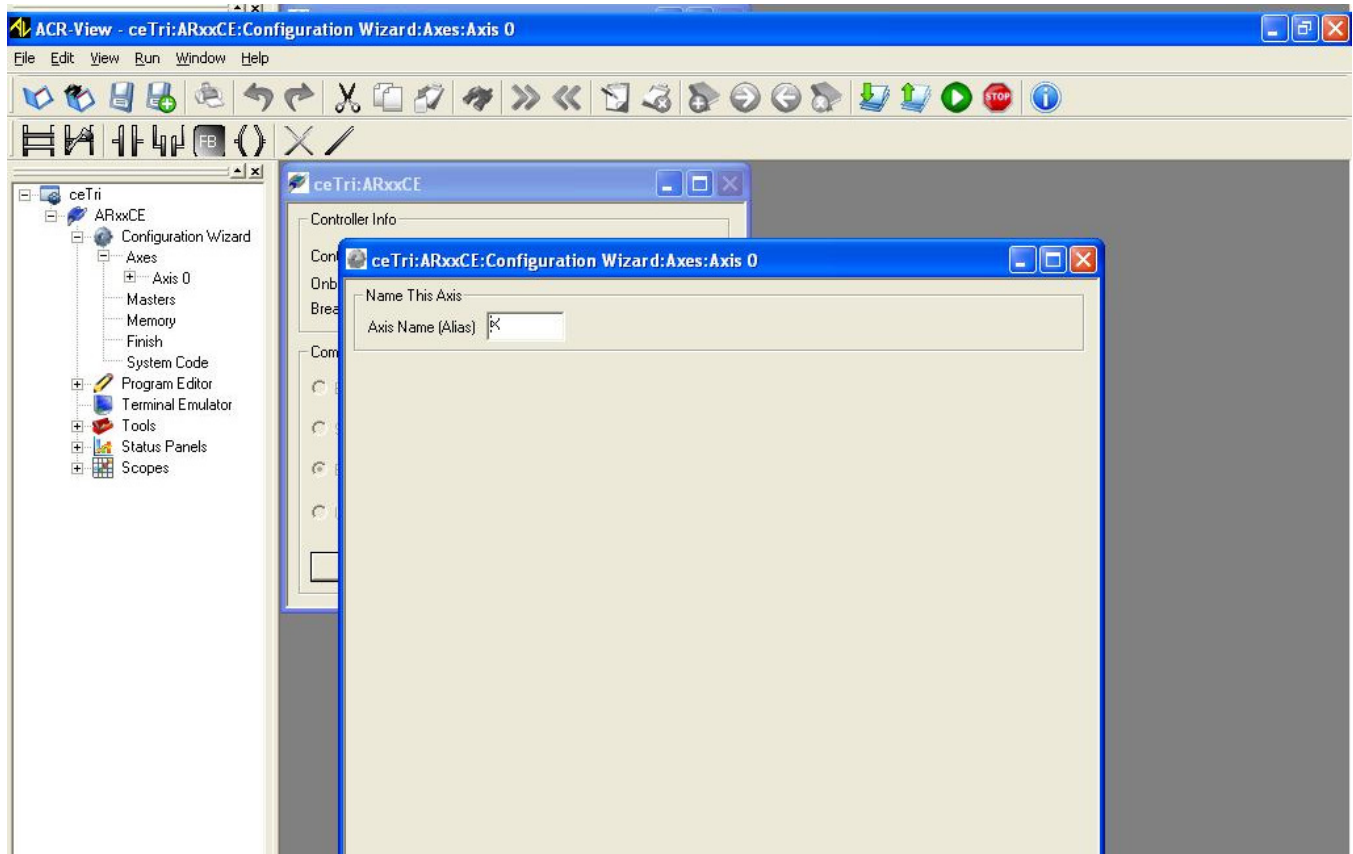 ACR-View - ceTri:ARxxCE:Configuration Wizard:Axes:Axis 0
File Edit View Run Window Help
STOP
FB
ceTri
ARxxCE
Configuration Wizard
Axes
Axis 0
Masters
Memory
Finish
System Code
Program Editor
Terminal Emulator
Tools
Status Panels
Scopes
ceTri:ARxxCE
Controller Info
ceTri:ARxxCE:Configuration Wizard:Axes:Axis 0
Name This Axis
Axis Name (Alias)